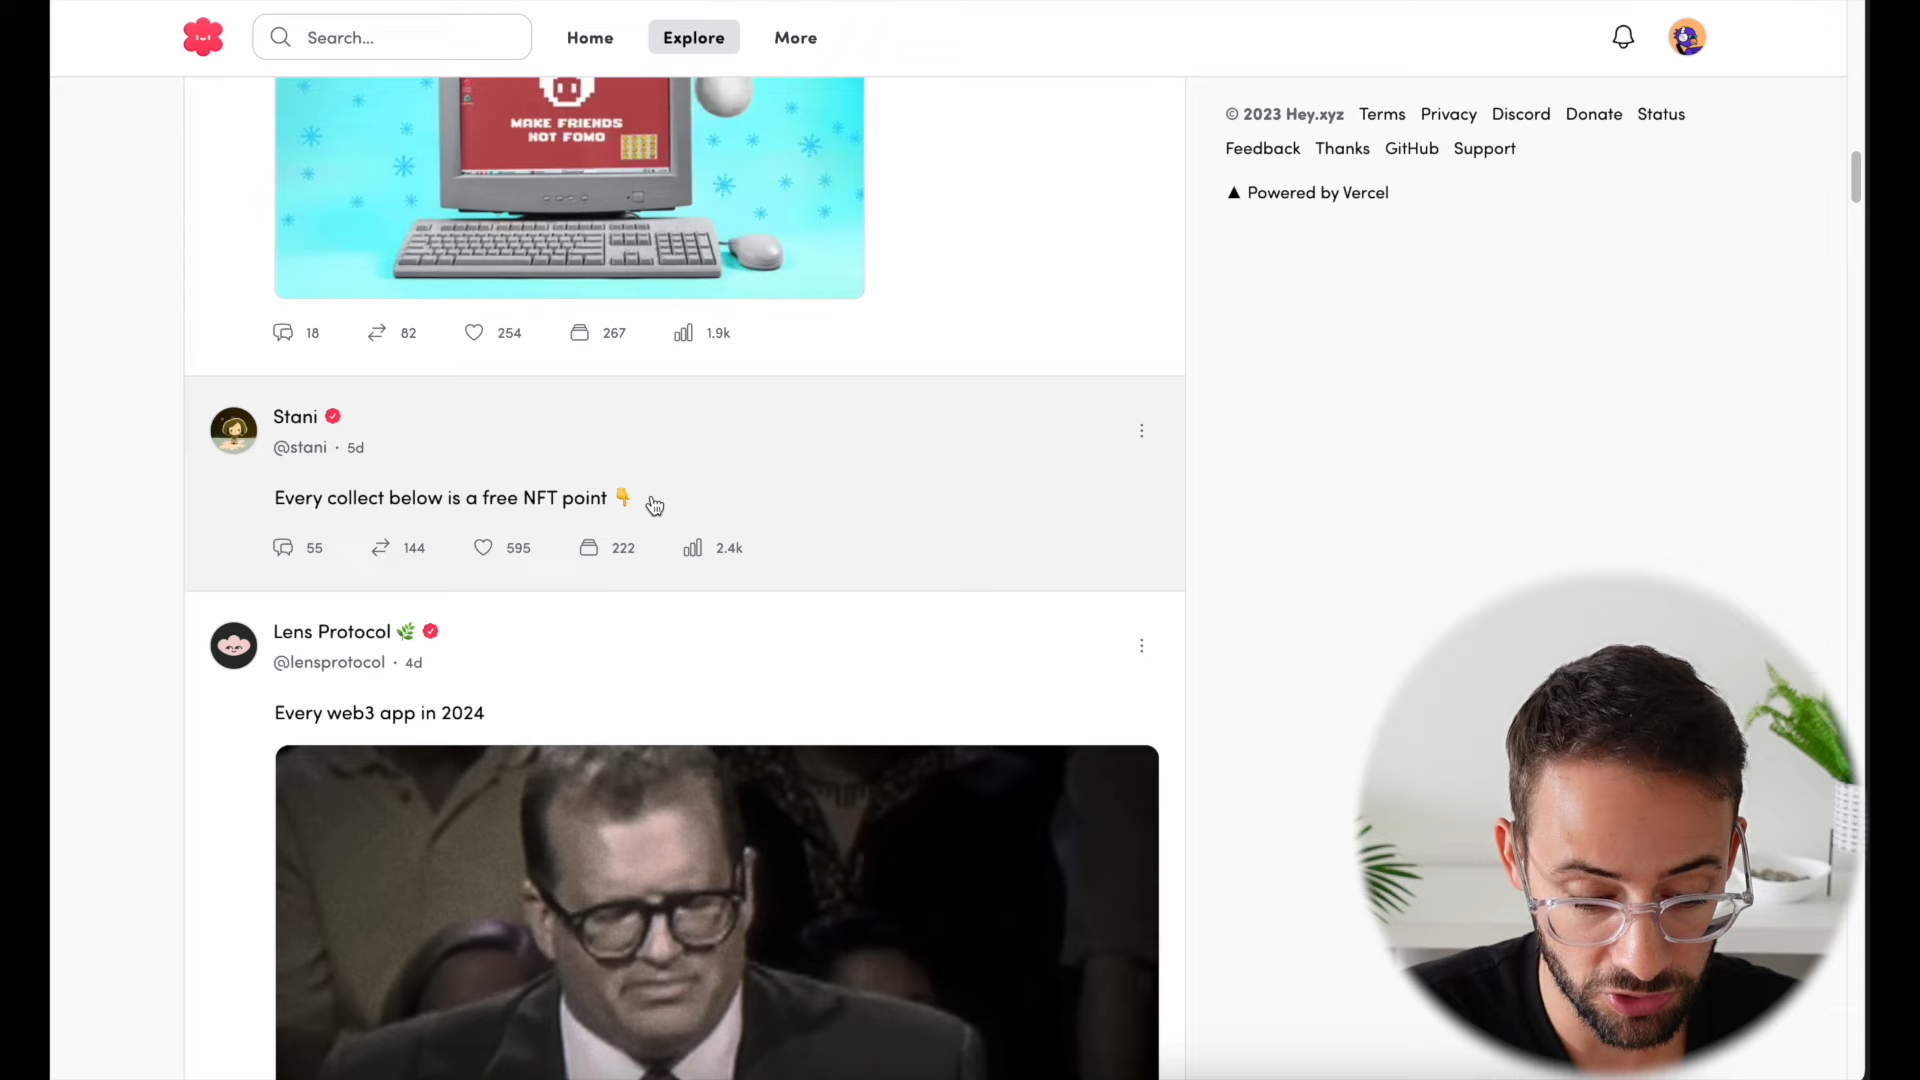 Search...
Home
Explore
More
MAKE FRIENDS
NOT FOMO
18
82
254
267
1.9k
Stani
@stani · 5d
Every collect below is a free NFT point 👇
55
144
595
222
2.4k
Lens Protocol 🌿
@lensprotocol · 4d
Every web3 app in 2024
© 2023 Hey.xyz Terms Privacy Discord Donate Status
Feedback Thanks GitHub Support
▲ Powered by Vercel